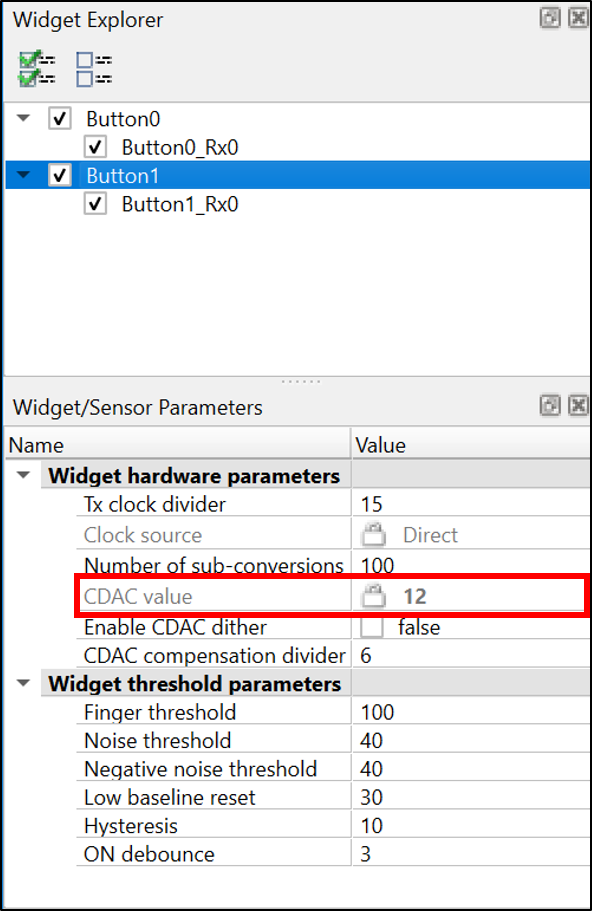 Widget Explorer
Button0
Button0_Rx0
Button1
Button1_Rx0
Widget/Sensor Parameters
Name Value
Widget hardware parameters
Tx clock divider 15
Clock source Direct
Number of sub-conversions 100
CDAC value 12
Enable CDAC dither false
CDAC compensation divider 6
Widget threshold parameters
Finger threshold 100
Noise threshold 40
Negative noise threshold 40
Low baseline reset 30
Hysteresis 10
ON debounce 3